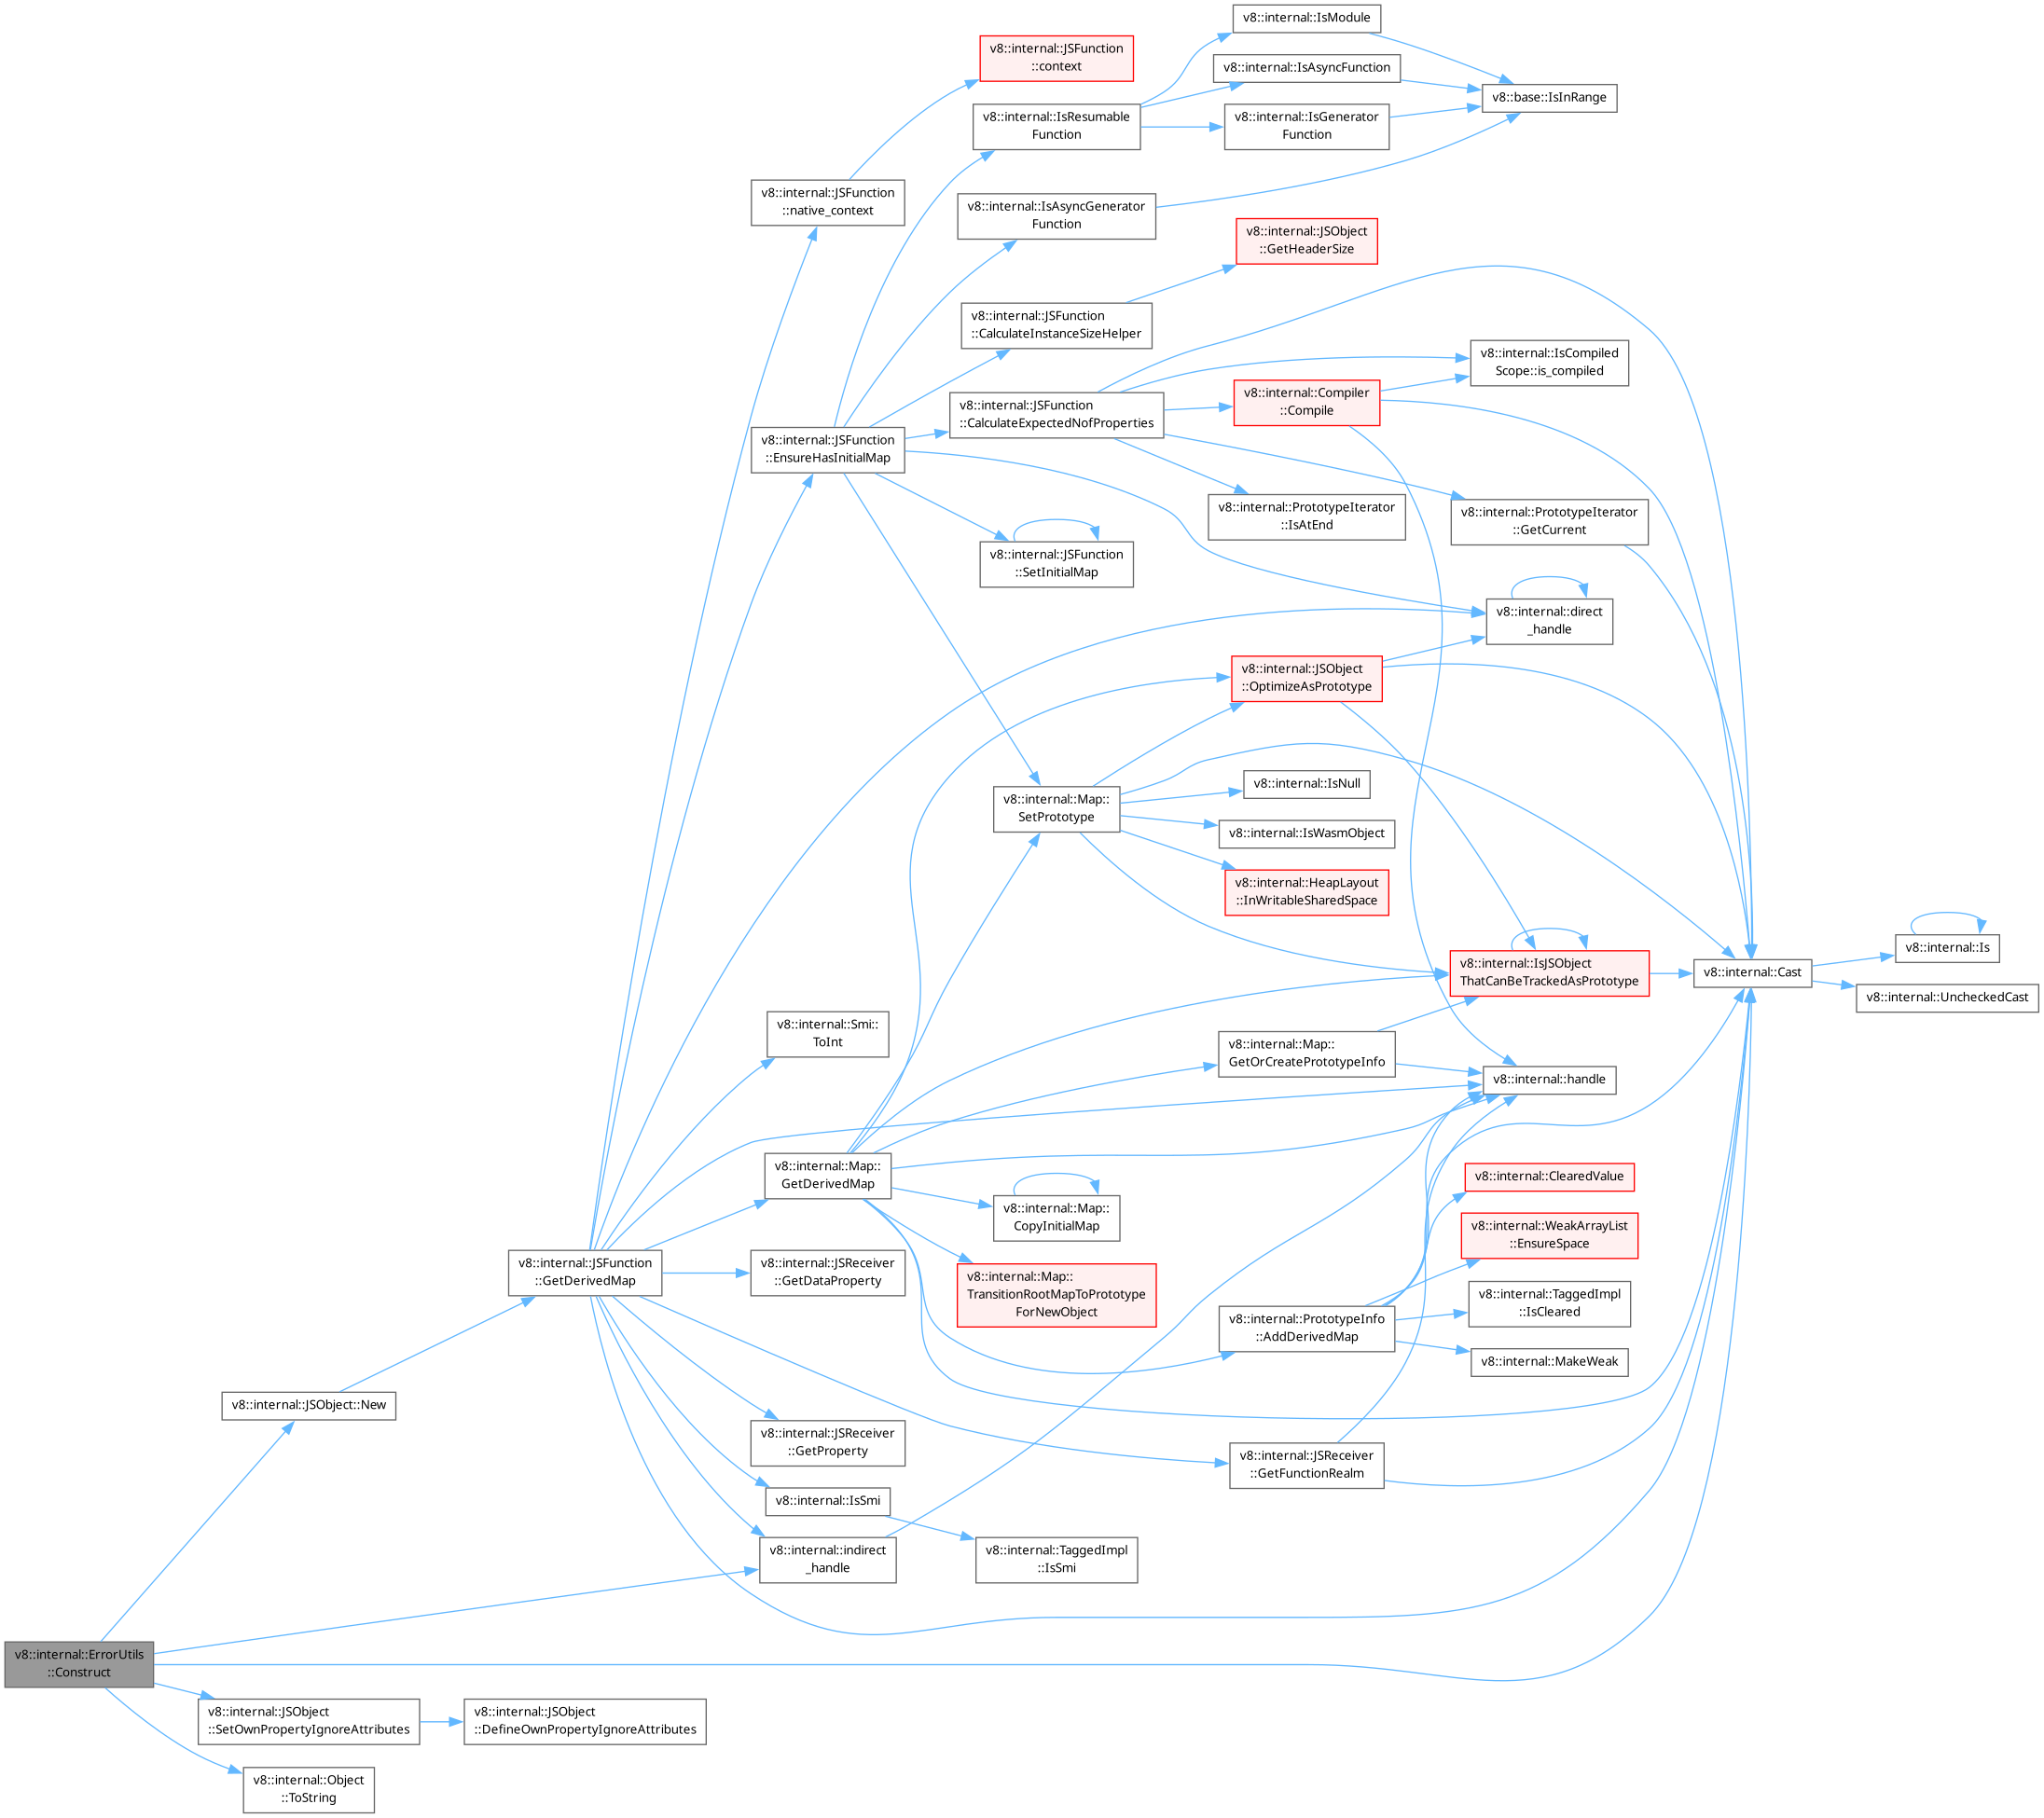 v8::internal::IsModule
v8::internal::JSFunction
::context
v8::internal::IsAsyncFunction
v8::base::IsInRange
v8::internal::IsResumable
Function
v8::internal::IsGenerator
Function
v8::internal::JSFunction
::native_context
v8::internal::IsAsyncGenerator
Function
v8::internal::JSObject
::GetHeaderSize
v8::internal::JSFunction
::CalculateInstanceSizeHelper
v8::internal::IsCompiled
Scope::is_compiled
v8::internal::Compiler
::Compile
v8::internal::JSFunction
::CalculateExpectedNofProperties
v8::internal::JSFunction
::EnsureHasInitialMap
v8::internal::PrototypeIterator
::IsAtEnd
v8::internal::PrototypeIterator
::GetCurrent
v8::internal::JSFunction
::SetInitialMap
v8::internal::direct
_handle
v8::internal::JSObject
::OptimizeAsPrototype
v8::internal::IsNull
v8::internal::Map::
SetPrototype
v8::internal::IsWasmObject
v8::internal::HeapLayout
::InWritableSharedSpace
v8::internal::Is
v8::internal::IsJSObject
ThatCanBeTrackedAsPrototype
v8::internal::Cast
v8::internal::UncheckedCast
v8::internal::Smi::
ToInt
v8::internal::Map::
GetOrCreatePrototypeInfo
v8::internal::handle
v8::internal::Map::
GetDerivedMap
v8::internal::ClearedValue
v8::internal::Map::
CopyInitialMap
v8::internal::WeakArrayList
::EnsureSpace
v8::internal::JSFunction
::GetDerivedMap
v8::internal::JSReceiver
::GetDataProperty
v8::internal::Map::
TransitionRootMapToPrototype
ForNewObject
v8::internal::TaggedImpl
::IsCleared
v8::internal::PrototypeInfo
::AddDerivedMap
v8::internal::MakeWeak
v8::internal::JSObject::New
v8::internal::JSReceiver
::GetProperty
v8::internal::JSReceiver
::GetFunctionRealm
v8::internal::IsSmi
v8::internal::indirect
_handle
v8::internal::TaggedImpl
::IsSmi
v8::internal::ErrorUtils
::Construct
v8::internal::JSObject
::SetOwnPropertyIgnoreAttributes
v8::internal::JSObject
::DefineOwnPropertyIgnoreAttributes
v8::internal::Object
::ToString